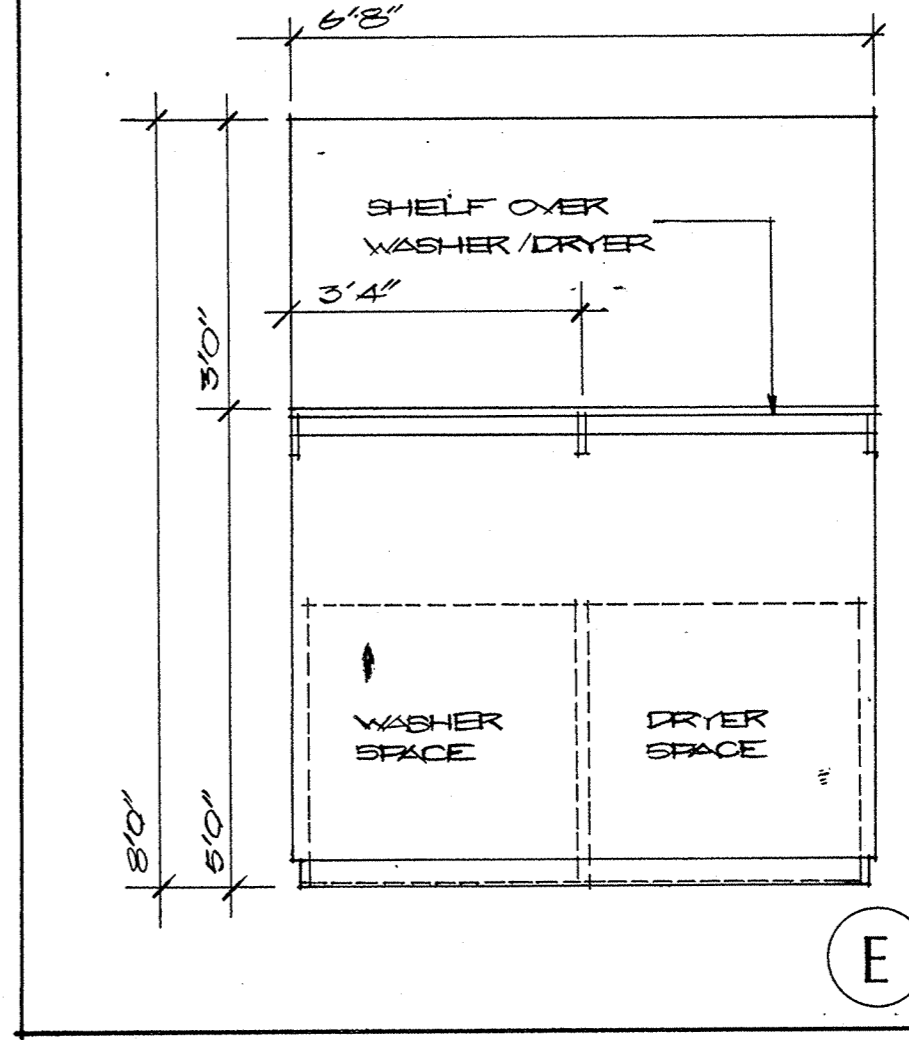 6'8"
SHELF OVER
WASHER/DRYER
3'4"
3'0"
WASHER
SPACE
DRYER
SPACE
8'0"
5'0"
E